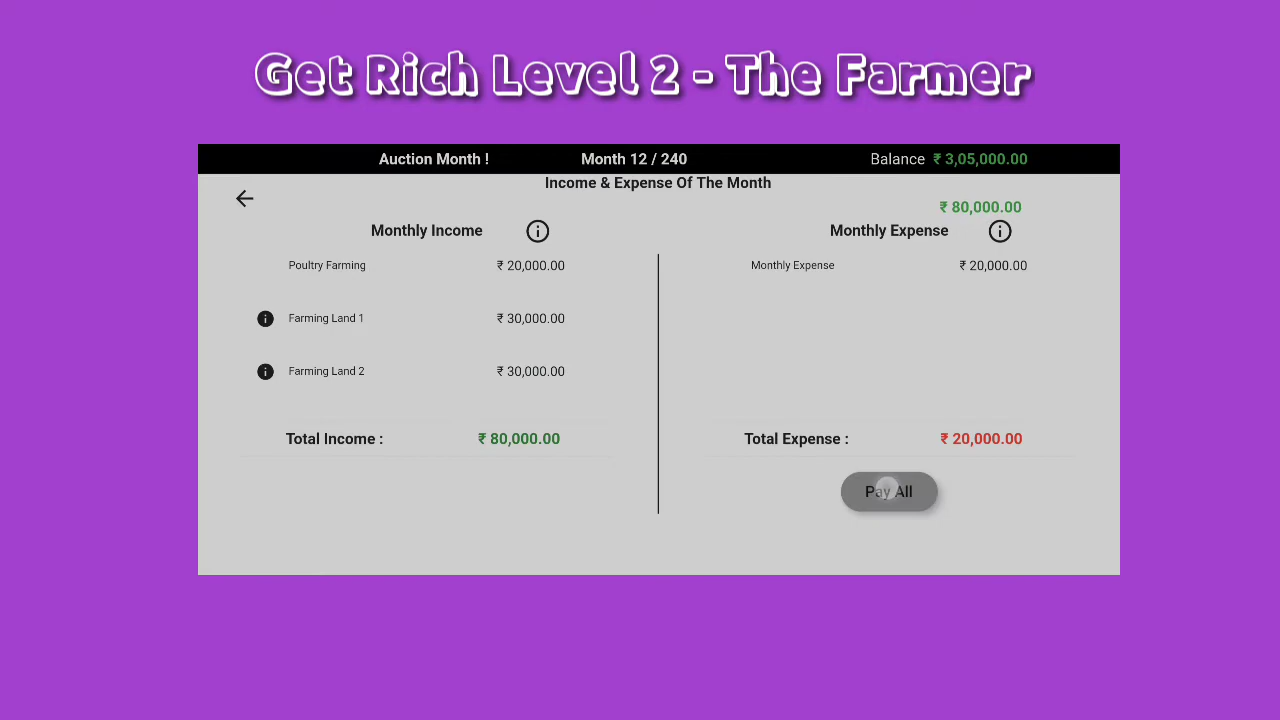 Get Rich Level 2 - The Farmer
Auction Month ! Month 12 / 240 Balance ₹ 3,05,000.00
Income & Expense Of The Month
₹ 80,000.00
Monthly Income Monthly Expense
Poultry Farming ₹ 20,000.00 Monthly Expense ₹ 20,000.00
Farming Land 1 ₹ 30,000.00
Farming Land 2 ₹ 30,000.00
Total Income : ₹ 80,000.00 Total Expense : ₹ 20,000.00
Pay All